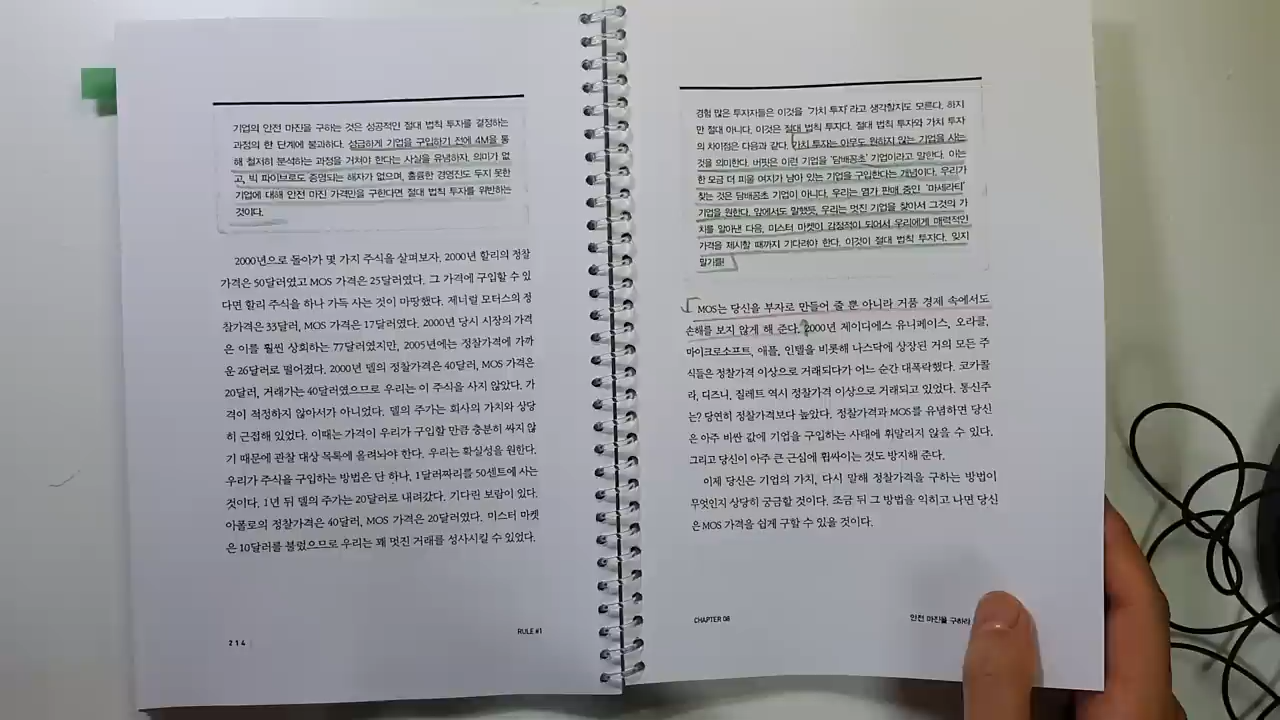 기업의 안전 마진을 구하는 것은 성공적인 절대 법칙 투자를 결정하는
과정의 한 단계에 불과하다. 섣급하게 기업을 구입하기 전에 4M을 통
해 철저히 분석하는 과정을 거쳐야 한다는 사실을 유념하자. 의미가 없
고, 빅 파이브로도 증명되는 해자가 없으며, 훌륭한 경영진도 두지 못한
기업에 대해 안전 마진 가격만을 구한다면 절대 법칙 투자를 위반하는
것이다.
2000년으로 돌아가 몇 가지 주식을 살펴보자. 2000년 할리의 정찰
가격은 50달러였고 MOS 가격은 25달러였다. 그 가격에 구입할 수 있
다면 할리 주식을 하나 가득 사는 것이 마땅했다. 제너럴 모터스의 정
찰가격은 33달러, MOS 가격은 17달러였다. 2000년 당시 시장의 가격
은 이를 훨씬 상회하는 77달러였지만, 2005년에는 정찰가격에 가까
운 26달러로 떨어졌다. 2000년 델의 정찰가격은 40달러, MOS 가격은
20달러, 거래가는 40달러였으므로 우리는 이 주식을 사지 않았다. 가
격이 적정하지 않아서가 아니었다. 델의 주가는 회사의 가치와 상당
히 근접해 있었다. 이때는 가격이 우리가 구입할 만큼 충분히 싸지 않
기 때문에 관찰 대상 목록에 올려놔야 한다. 우리는 확실성을 원한다.
우리가 주식을 구입하는 방법은 단 하나, 1달러짜리를 50센트에 사는
것이다. 1년 뒤 델의 주가는 20달러로 내려갔다. 기다린 보람이 있다.
아폴로의 정찰가격은 40달러, MOS 가격은 20달러였다. 미스터 마켓
은 10달러를 불렀으므로 우리는 꽤 멋진 거래를 성사시킬 수 있었다.
214
RULE #1
경험 많은 투자자들은 이것을 '가치 투자'라고 생각할지도 모른다. 하지
만 절대 아니다. 이것은 절대 법칙 투자다. 절대 법칙 투자와 가치 투자
의 차이점은 다음과 같다. 가치 투자는 아무도 원하지 않는 기업을 사는
것을 의미한다. 버핏은 이런 기업을 '담배꽁초' 기업이라고 말한다. 아는
한 모금 더 피울 여지가 남아 있는 기업을 구입한다는 개념이다. 우리가
찾는 것은 담배꽁초 기업이 아니다. 우리는 염가 판매 중인 '마세라티'
기업을 원한다. 앞에서도 말했듯, 우리는 멋진 기업을 찾아서 그것의 가
치를 알아낸 다음, 미스터 마켓이 감정적이 되어서 우리에게 매력적인
가격을 제시할 때까지 기다려야 한다. 이것이 절대 법칙 투자다. 잊지
말기를!
MOS는 당신을 부자로 만들어 줄 뿐 아니라 거품 경제 속에서도
손해를 보지 않게 해 준다. 2000년 제이디에스 유니페이스, 오라클,
마이크로소프트, 애플, 인텔을 비롯해 나스닥에 상장된 거의 모든 주
식들은 정찰가격 이상으로 거래되다가 어느 순간 대폭락했다. 코카콜
라, 디즈니, 질레트 역시 정찰가격 이상으로 거래되고 있었다. 통신주
는? 당연히 정찰가격보다 높았다. 정찰가격과 MOS를 유념하면 당신
은 아주 비싼 값에 기업을 구입하는 사태에 휘말리지 않을 수 있다.
그리고 당신이 아주 큰 근심에 휩싸이는 것도 방지해 준다.
이제 당신은 기업의 가치, 다시 말해 정찰가격을 구하는 방법이
무엇인지 상당히 궁금할 것이다. 조금 뒤 그 방법을 익히고 나면 당신
은 MOS 가격을 쉽게 구할 수 있을 것이다.
CHAPTER 08
안전 마진을 구하라